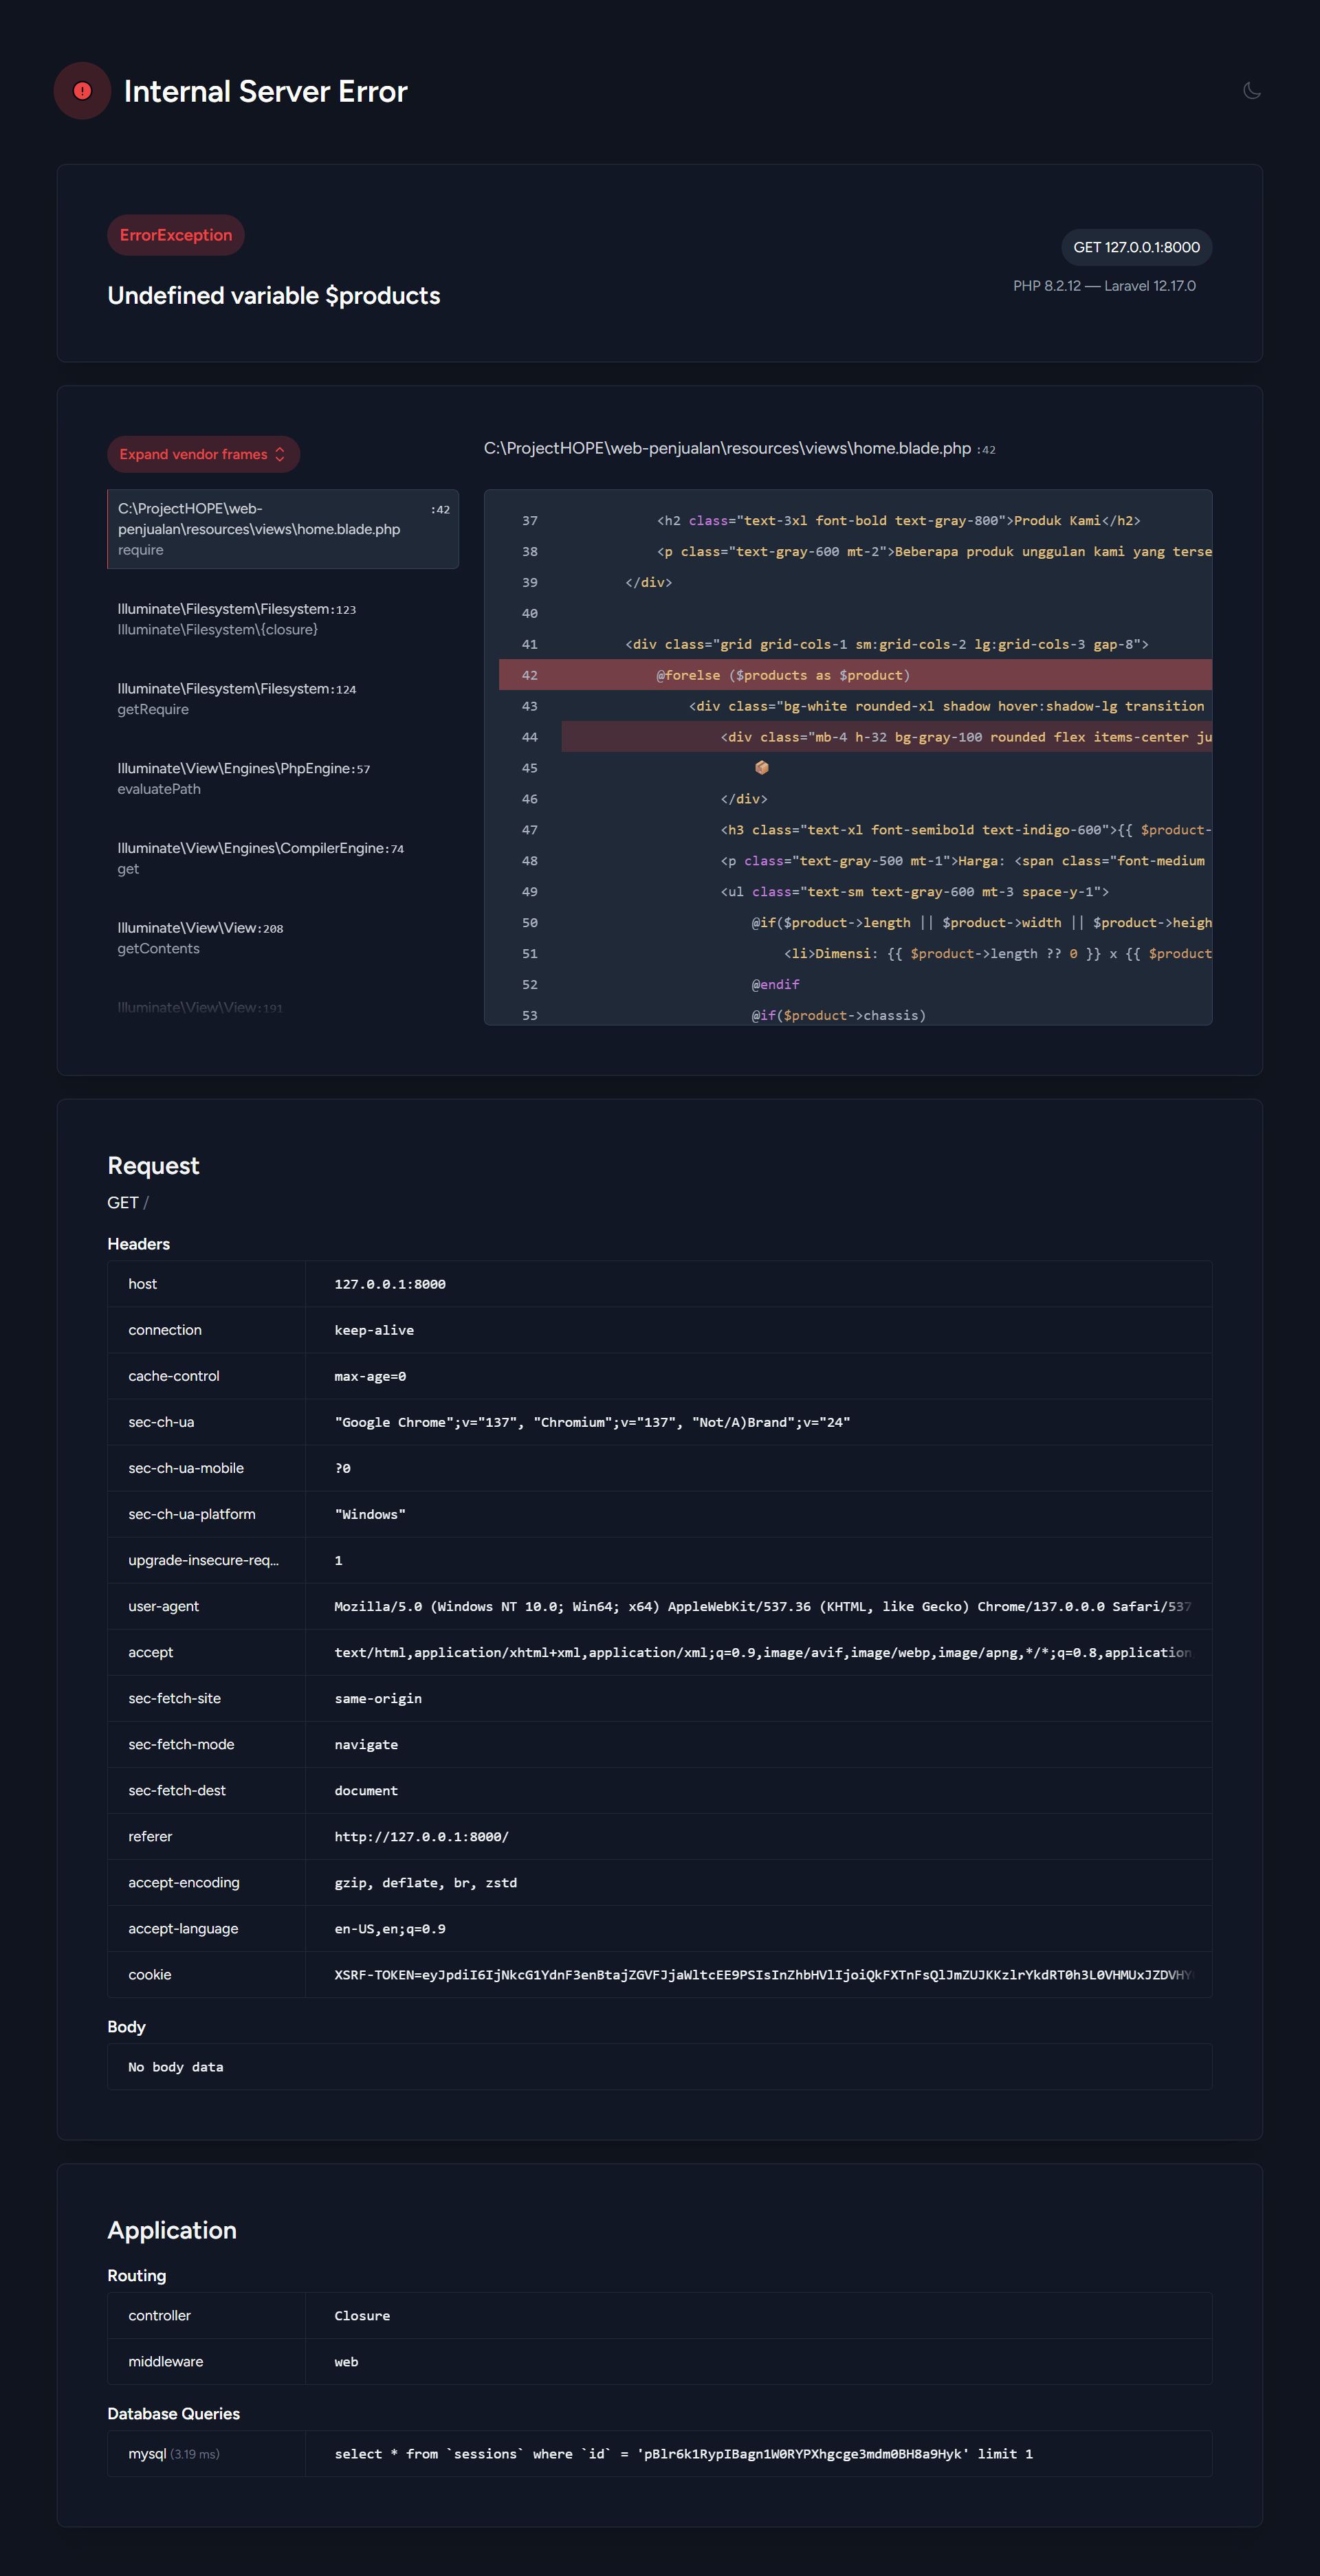 Internal Server Error
ErrorException
Undefined variable $products
GET 127.0.0.1:8000
PHP 8.2.12 — Laravel 12.17.0
Expand vendor frames
C:\ProjectHOPE\web-penjualan\resources\views\home.blade.php :42
require
Illuminate\Filesystem\Filesystem:123
Illuminate\Filesystem\{closure}
Illuminate\Filesystem\Filesystem:124
getRequire
Illuminate\View\Engines\PhpEngine:57
evaluatePath
Illuminate\View\Engines\CompilerEngine:74
get
Illuminate\View\View:208
getContents
Illuminate\View\View:191
C:\ProjectHOPE\web-penjualan\resources\views\home.blade.php :42
37 <h2 class="text-3xl font-bold text-gray-800">Produk Kami</h2>
38 <p class="text-gray-600 mt-2">Beberapa produk unggulan kami yang terse
39 </div>
40
41 <div class="grid grid-cols-1 sm:grid-cols-2 lg:grid-cols-3 gap-8">
42 @forelse ($products as $product)
43 <div class="bg-white rounded-xl shadow hover:shadow-lg transition
44 <div class="mb-4 h-32 bg-gray-100 rounded flex items-center ju
45 📦
46 </div>
47 <h3 class="text-xl font-semibold text-indigo-600">{{ $product-
48 <p class="text-gray-500 mt-1">Harga: <span class="font-medium
49 <ul class="text-sm text-gray-600 mt-3 space-y-1">
50 @if($product->length || $product->width || $product->heigh
51 <li>Dimensi: {{ $product->length ?? 0 }} x {{ $product
52 @endif
53 @if($product->chassis)
Request
GET /
Headers
host 127.0.0.1:8000
connection keep-alive
cache-control max-age=0
sec-ch-ua "Google Chrome";v="137", "Chromium";v="137", "Not/A)Brand";v="24"
sec-ch-ua-mobile ?0
sec-ch-ua-platform "Windows"
upgrade-insecure-req... 1
user-agent Mozilla/5.0 (Windows NT 10.0; Win64; x64) AppleWebKit/537.36 (KHTML, like Gecko) Chrome/137.0.0.0 Safari/537
accept text/html,application/xhtml+xml,application/xml;q=0.9,image/avif,image/webp,image/apng,*/*;q=0.8,application
sec-fetch-site same-origin
sec-fetch-mode navigate
sec-fetch-dest document
referer http://127.0.0.1:8000/
accept-encoding gzip, deflate, br, zstd
accept-language en-US,en;q=0.9
cookie XSRF-TOKEN=eyJpdiI6IjNkcG1YdnF3enBtajZGVFJjaWltcEE9PSIsInZhbHVlIjoiQkFXTnFsQlJmZUJKKzlrYkdRT0h3L0VHMUxJZDVHY
Body
No body data
Application
Routing
controller Closure
middleware web
Database Queries
mysql (3.19 ms) select * from `sessions` where `id` = 'pBlr6k1RypIBagn1W0RYPXhgcge3mdm0BH8a9Hyk' limit 1